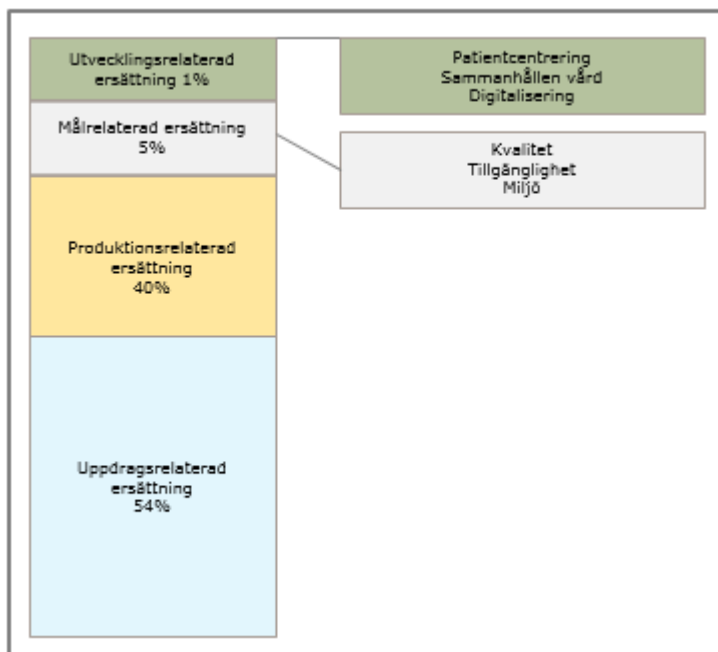 Utvecklingsrelaterad
ersättning 1%
Patientcentrering
Sammanhållen vård
Digitalisering
Målrelaterad ersättning
5%
Kvalitet
Tillgänglighet
Miljö
Produktionsrelaterad
ersättning
40%
Uppdragsrelaterad
ersättning
54%